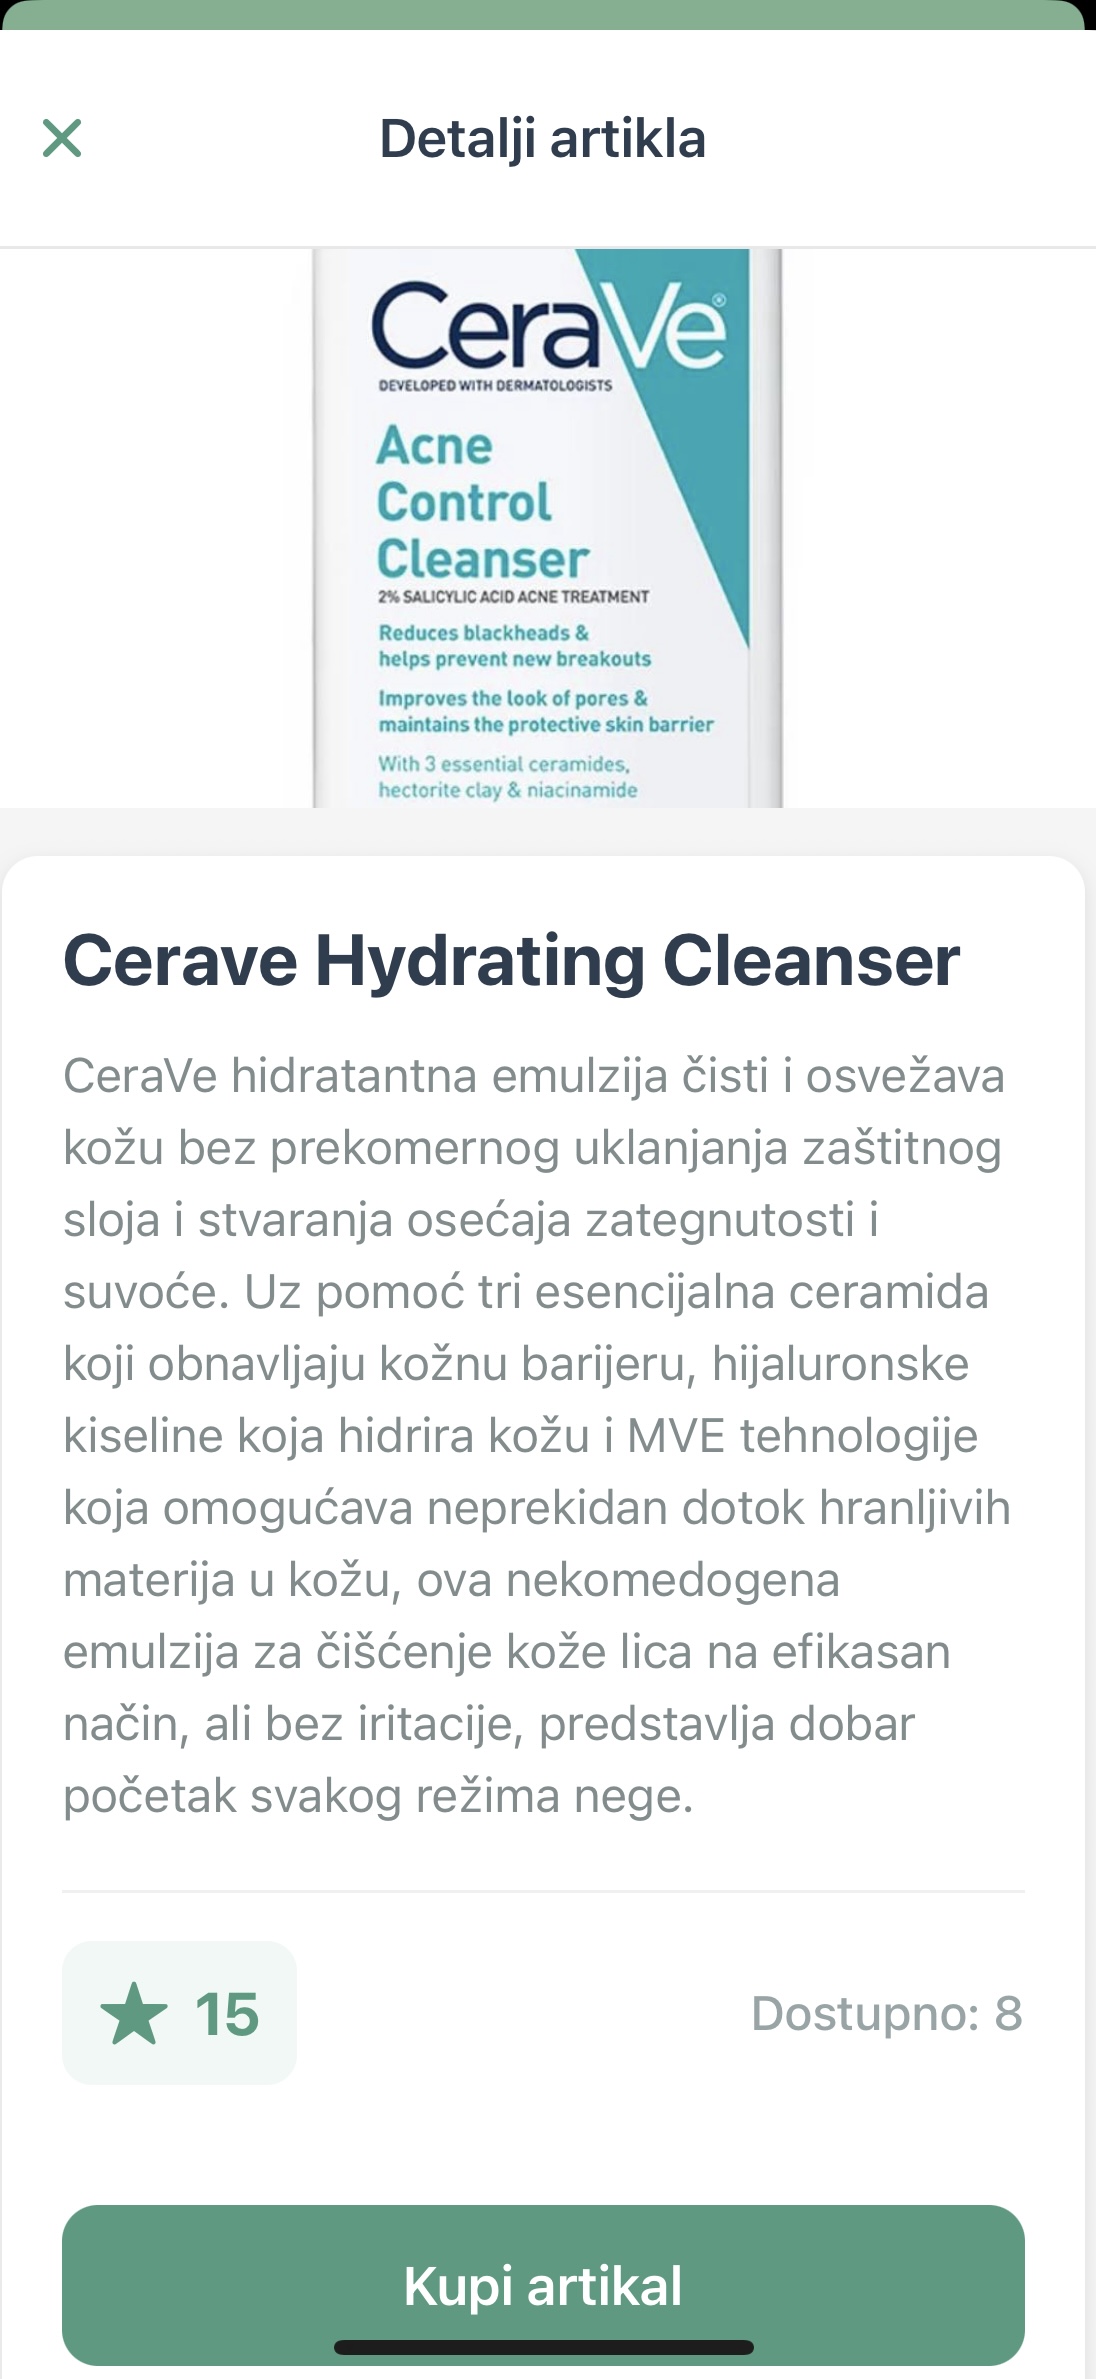 Detalji artikla
CeraVe®
DEVELOPED WITH DERMATOLOGISTS
Acne
Control
Cleanser
2% SALICYLIC ACID ACNE TREATMENT
Reduces blackheads &
helps prevent new breakouts
Improves the look of pores &
maintains the protective skin barrier
With 3 essential ceramides,
hectorite clay & niacinamide
Cerave Hydrating Cleanser
CeraVe hidratantna emulzija čisti i osvežava
kožu bez prekomernog uklanjanja zaštitnog
sloja i stvaranja osećaja zategnutosti i
suvoće. Uz pomoć tri esencijalna ceramida
koji obnavljaju kožnu barijeru, hijaluronske
kiseline koja hidrira kožu i MVE tehnologije
koja omogućava neprekidan dotok hranljivih
materija u kožu, ova nekomedogena
emulzija za čišćenje kože lica na efikasan
način, ali bez iritacije, predstavlja dobar
početak svakog režima nege.
15
Dostupno: 8
Kupi artikal